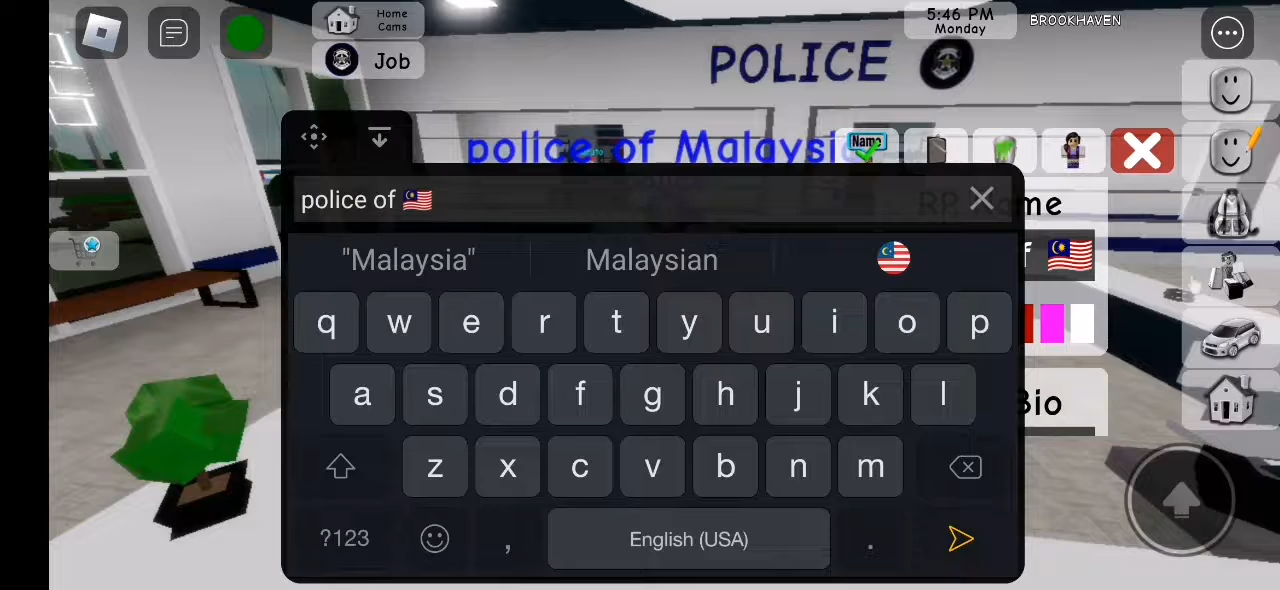 Home
Cams
Job
5:46 PM
Monday
BROOKHAVEN
POLICE
police of Malaysi
Name
police of 🇲🇾
me
f 🇲🇾
"Malaysia"
Malaysian
🇲🇾
q w e r t y u i o p
a s d f g h j k l
z x c v b n m
?123
,
English (USA)
.
Bio